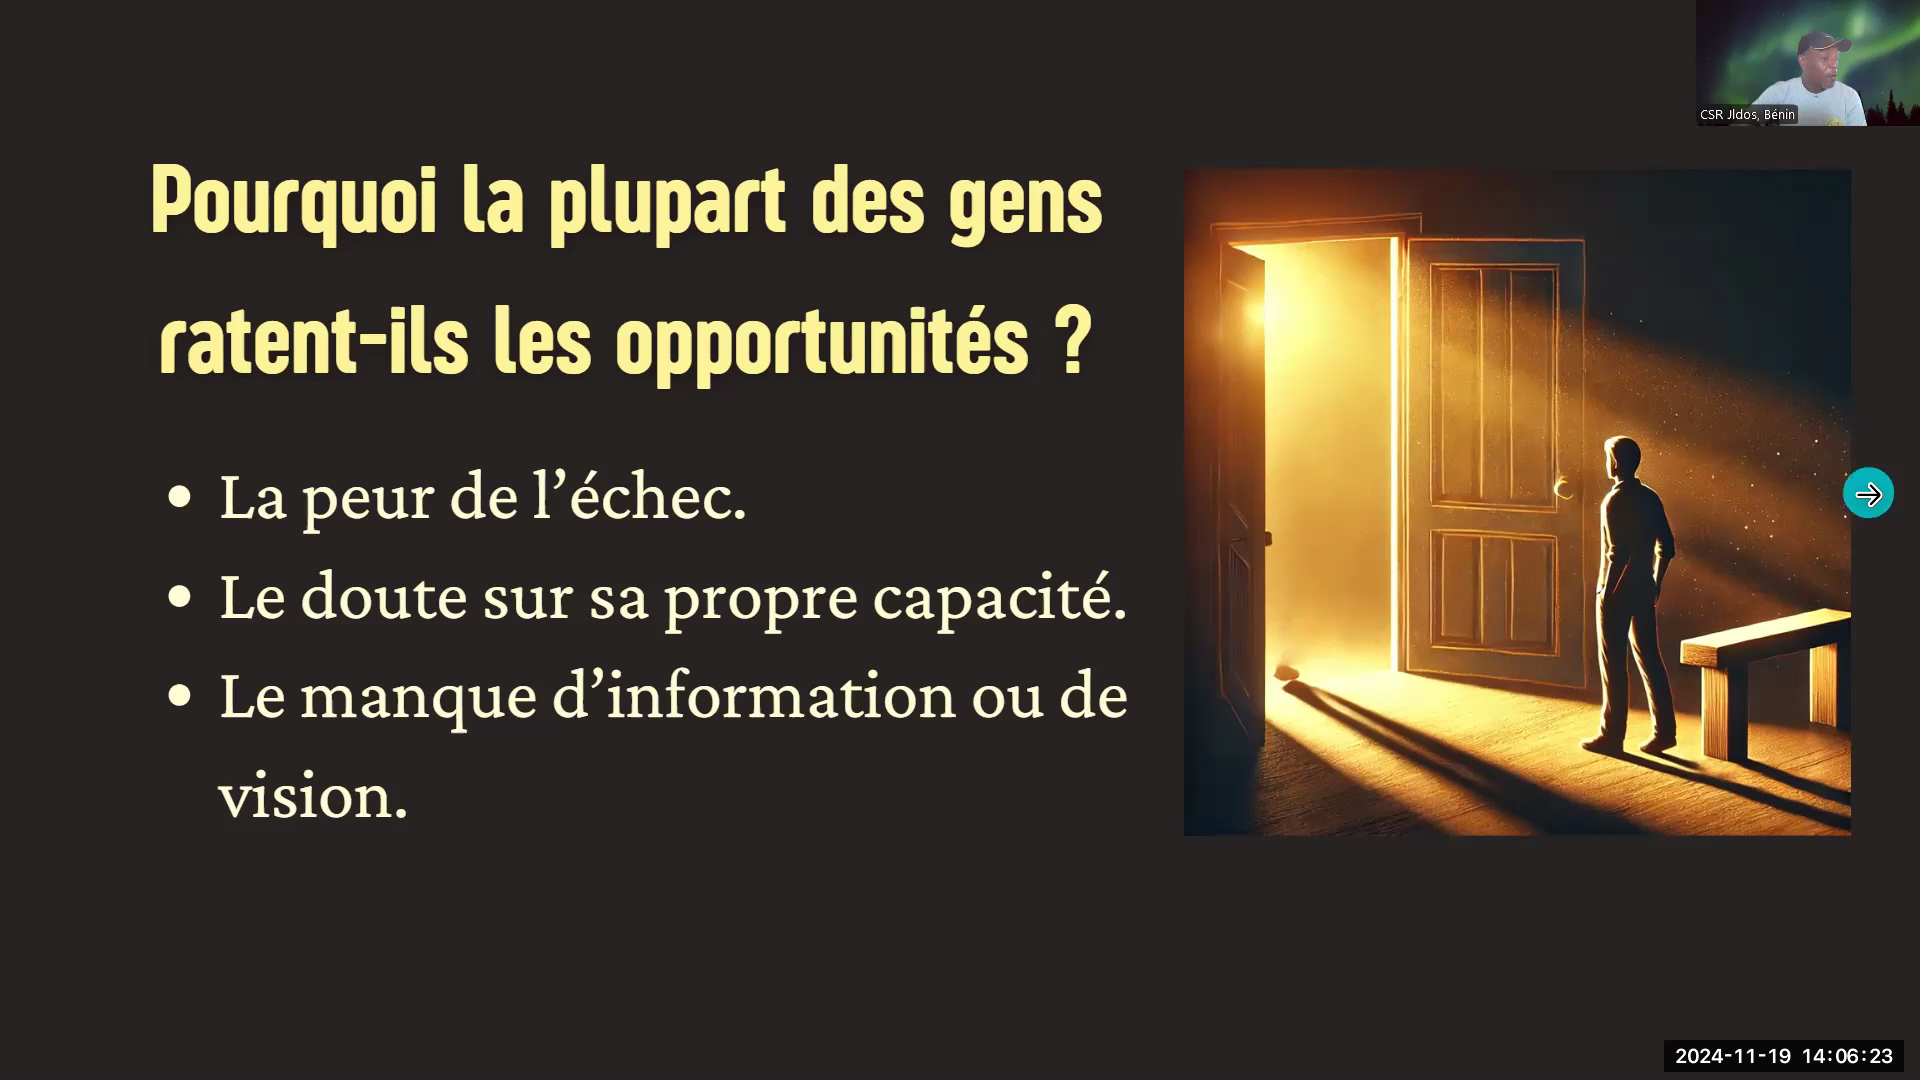 CSR Jldos, Bénin
Pourquoi la plupart des gens
ratent-ils les opportunités ?
• La peur de l’échec.
• Le doute sur sa propre capacité.
• Le manque d’information ou de
vision.
2024-11-19 14:06:23